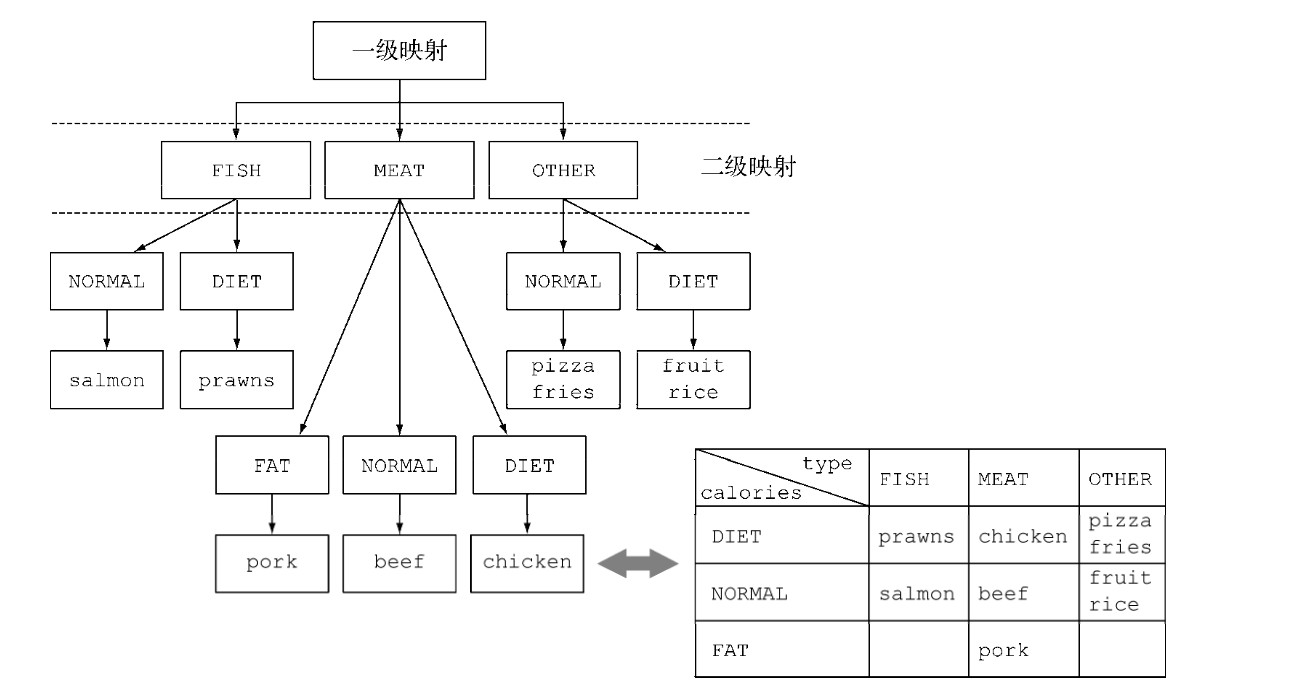 一级映射
FISH
MEAT
OTHER
二级映射
NORMAL
DIET
NORMAL
DIET
salmon
prawns
pizza
fries
fruit
rice
FAT
NORMAL
DIET
pork
beef
chicken
type
calories
FISH
MEAT
OTHER
DIET
prawns
chicken
pizza
fries
NORMAL
salmon
beef
fruit
rice
FAT
pork